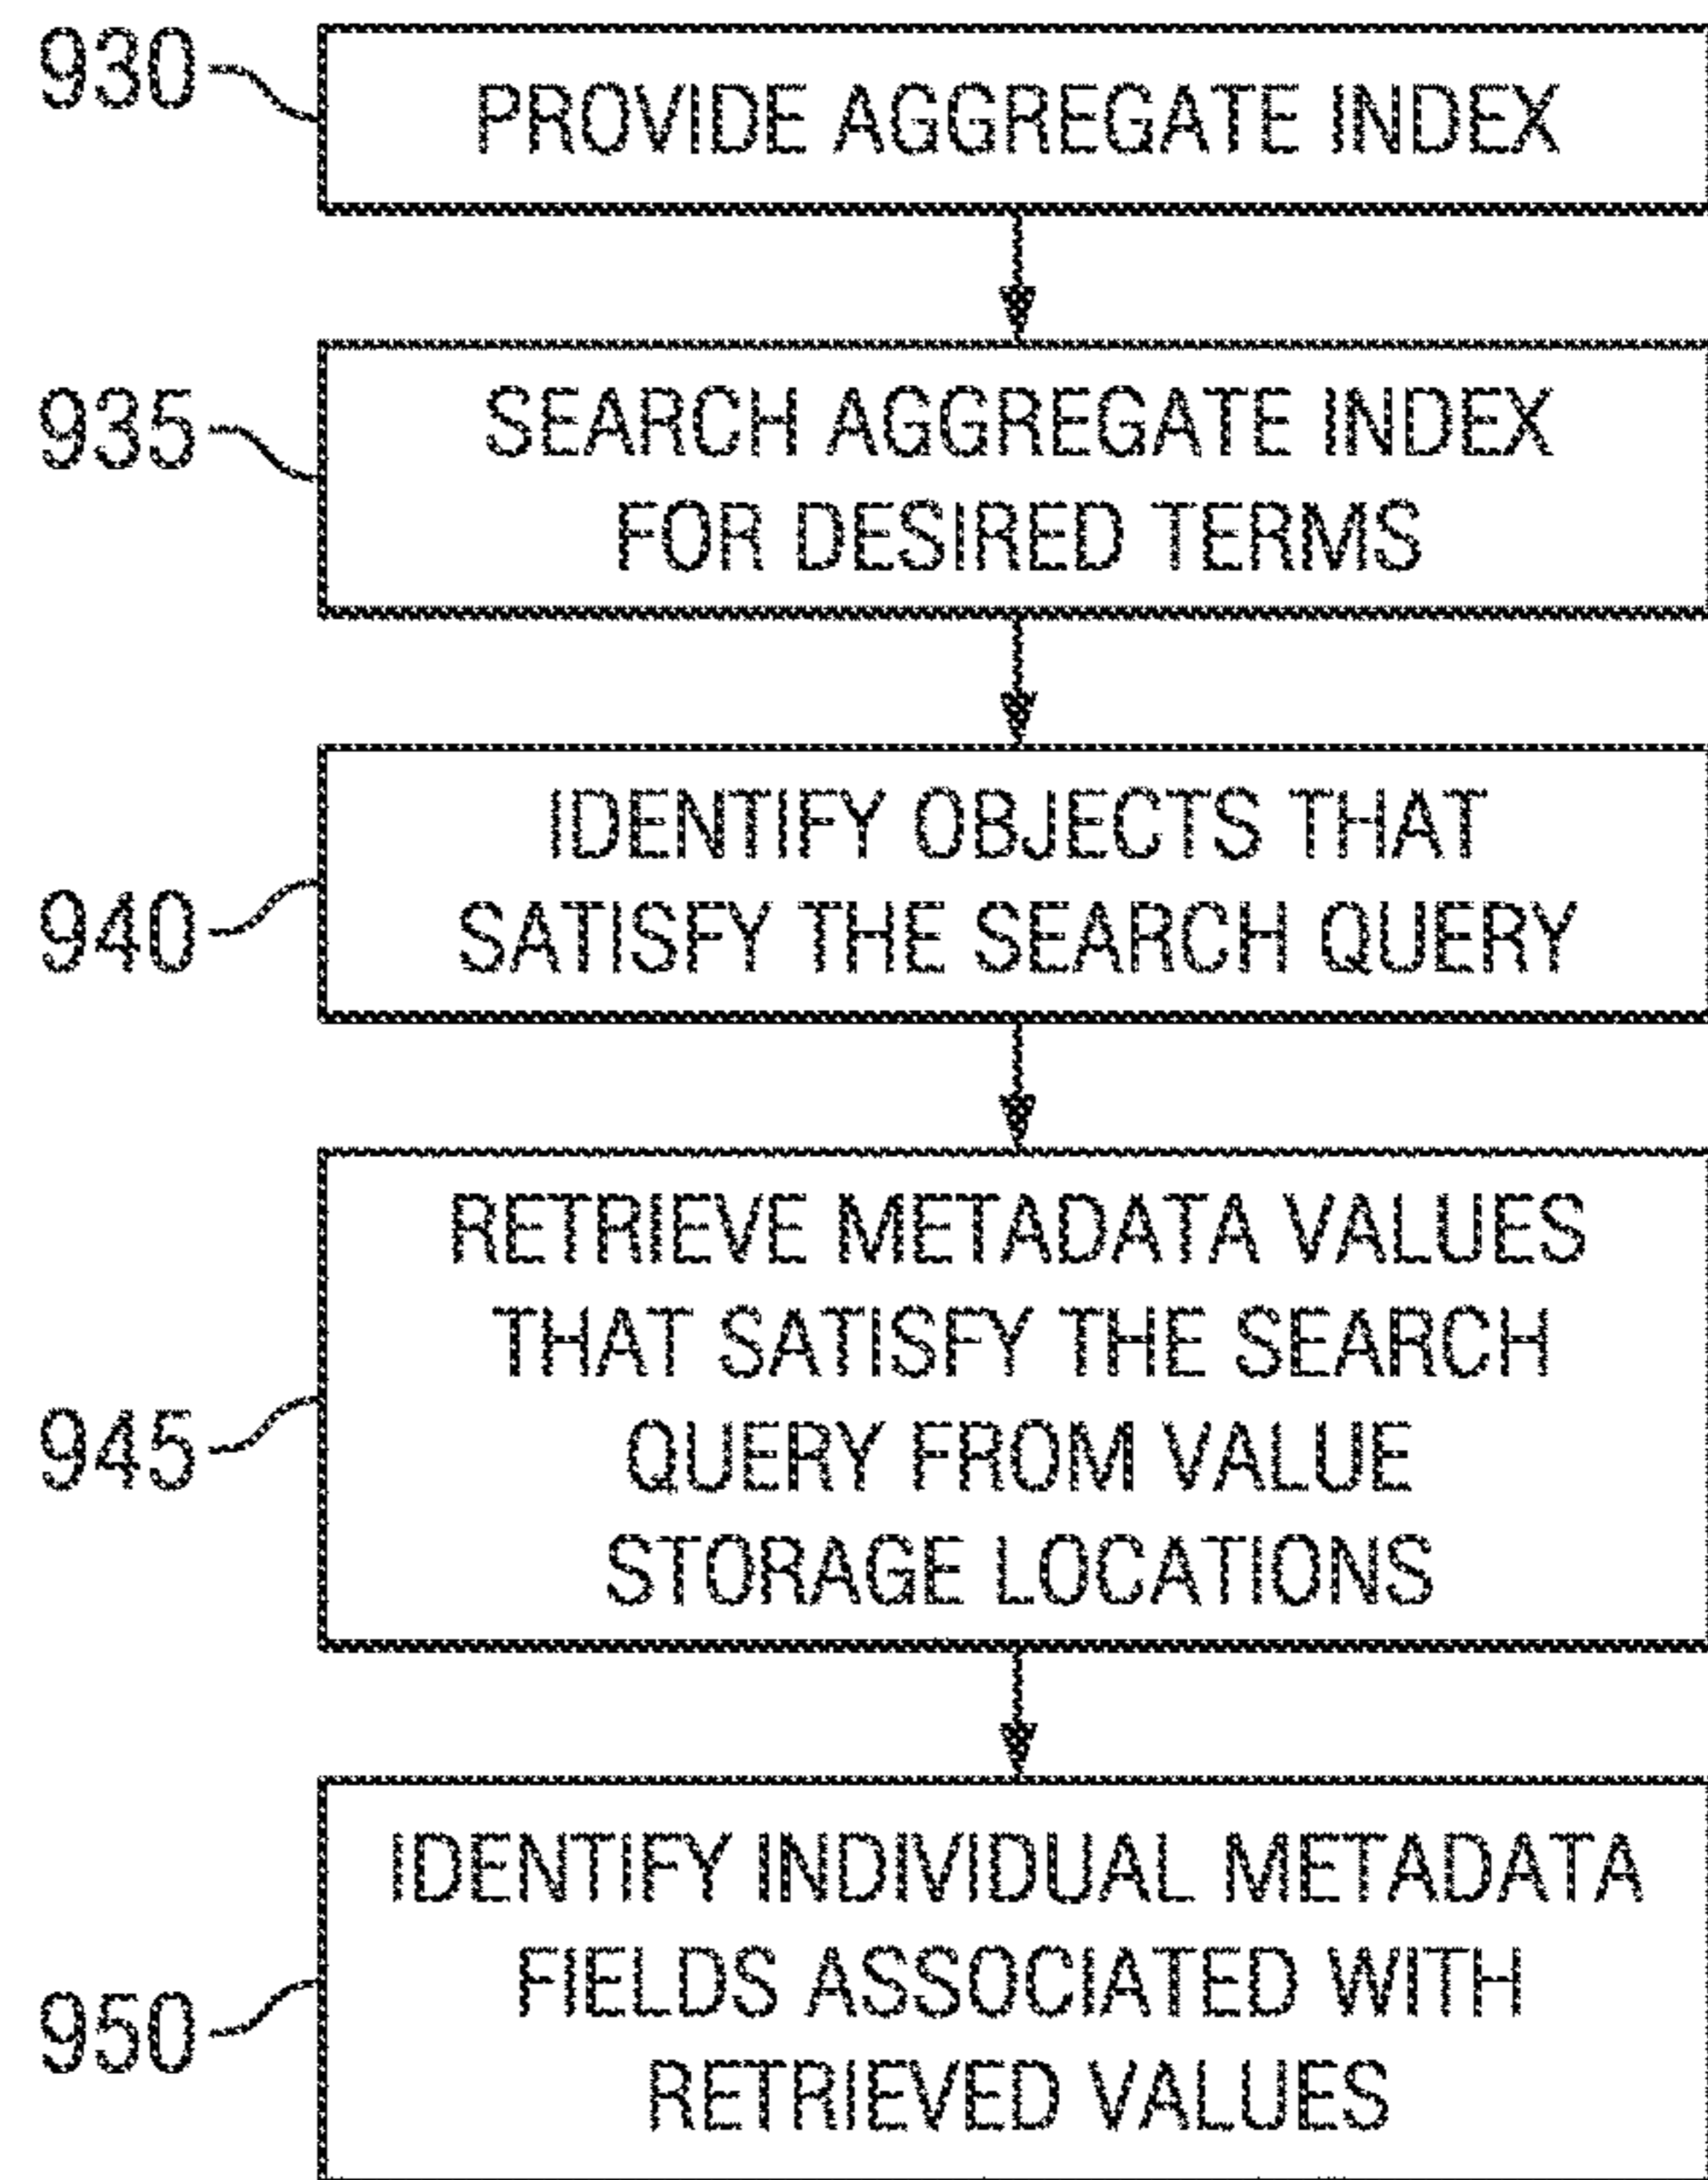 930
PROVIDE AGGREGATE INDEX
935
SEARCH AGGREGATE INDEX
FOR DESIRED TERMS
940
IDENTIFY OBJECTS THAT
SATISFY THE SEARCH QUERY
945
RETRIEVE METADATA VALUES
THAT SATISFY THE SEARCH
QUERY FROM VALUE
STORAGE LOCATIONS
950
IDENTIFY INDIVIDUAL METADATA
FIELDS ASSOCIATED WITH
RETRIEVED VALUES